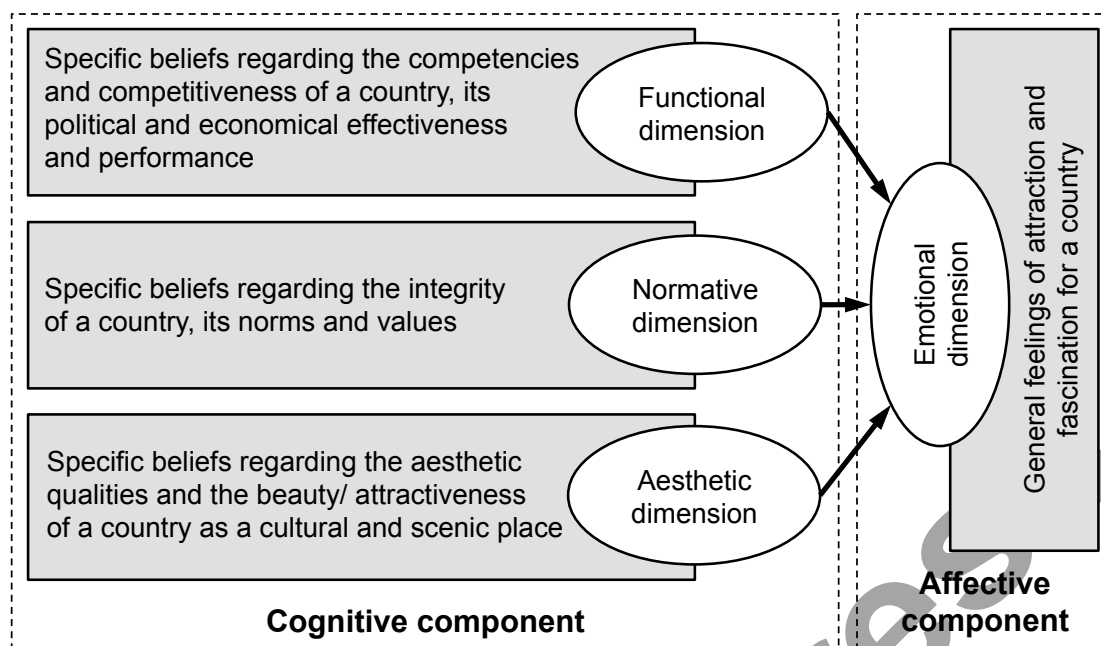 Specific beliefs regarding the competencies
and competitiveness of a country, its
political and economical effectiveness
and performance
Functional
dimension
Specific beliefs regarding the integrity
of a country, its norms and values
Normative
dimension
Specific beliefs regarding the aesthetic
qualities and the beauty/ attractiveness
of a country as a cultural and scenic place
Aesthetic
dimension
Cognitive component
Emotional
dimension
General feelings of attraction and
fascination for a country
Affective
component